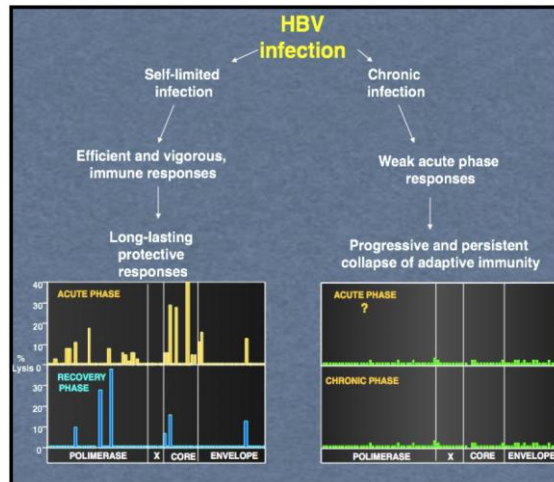 HBV
infection
Self-limited
infection
Chronic
infection
Efficient and vigorous,
immune responses
Weak acute phase
responses
Long-lasting
protective
responses
Progressive and persistent
collapse of adaptive immunity
40
ACUTE PHASE
30
20
10
%
Lysis 0
RECOVERY
PHASE
30
20
10
0
POLIMERASE X CORE ENVELOPE
ACUTE PHASE
?
CHRONIC PHASE
POLIMERASE X CORE ENVELOPE